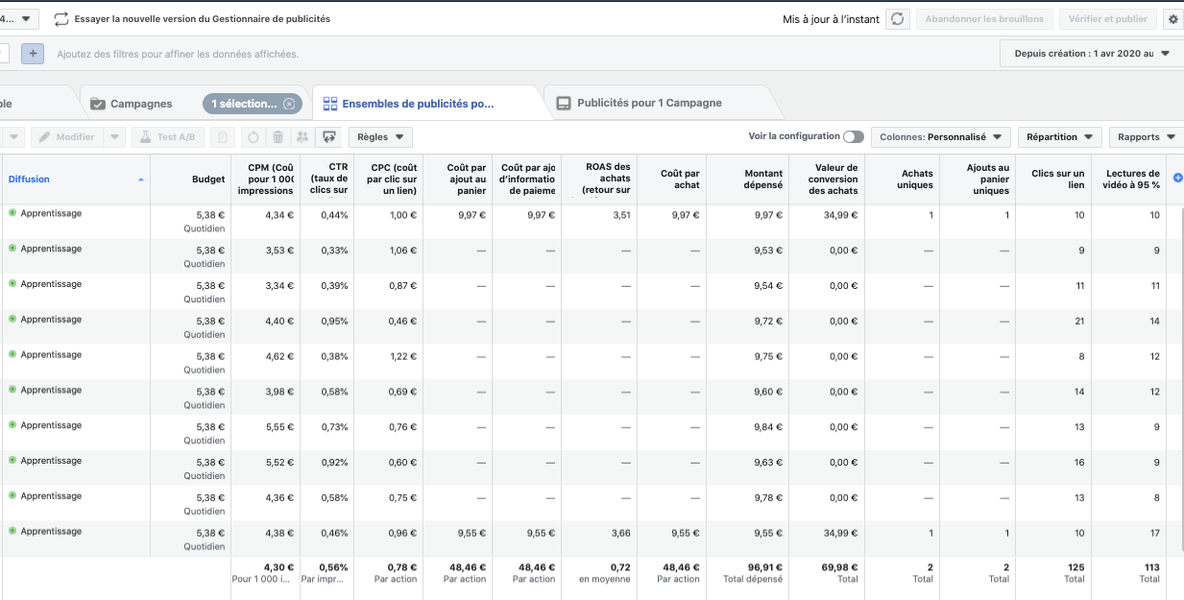 4... Essayer la nouvelle version du Gestionnaire de publicités Mis à jour à l'instant Abandonner les brouillons Vérifier et publier
+ Ajoutez des filtres pour affiner les données affichées. Depuis création : 1 avr 2020 au
ble Campagnes 1 sélection... Ensembles de publicités po... Publicités pour 1 Campagne
Modifier Test A/B Règles Voir la configuration Colonnes: Personnalisé Répartition Rapports
Diffusion Budget CPM (Coû pour 1 00( impressions CTR (taux de clics sur CPC (coût par clic sur un lien) Coût par ajout au panier Coût par ajo d'informatio de paieme ROAS des achats (retour sur Coût par achat Montant dépensé Valeur de conversion des achats Achats uniques Ajouts au panier uniques Clics sur un lien Lectures de vidéo à 95 %
Apprentissage 5,38 € 4,34 € 0,44% 1,00 € 9,97 € 9,97 € 3,51 9,97 € 9,97 € 34,99 € 1 1 10 10
Quotidien
Apprentissage 5,38 € 3,53 € 0,33% 1,06 € — — — — 9,53 € 0,00 € — — 9 9
Quotidien
Apprentissage 5,38 € 3,34 € 0,39% 0,87 € — — — — 9,54 € 0,00 € — — 11 11
Quotidien
Apprentissage 5,38 € 4,40 € 0,95% 0,46 € — — — — 9,72 € 0,00 € — — 21 14
Quotidien
Apprentissage 5,38 € 4,62 € 0,38% 1,22 € — — — — 9,75 € 0,00 € — — 8 12
Quotidien
Apprentissage 5,38 € 3,98 € 0,58% 0,69 € — — — — 9,60 € 0,00 € — — 14 12
Quotidien
Apprentissage 5,38 € 5,55 € 0,73% 0,76 € — — — — 9,84 € 0,00 € — — 13 9
Quotidien
Apprentissage 5,38 € 5,52 € 0,92% 0,60 € — — — — 9,63 € 0,00 € — — 16 9
Quotidien
Apprentissage 5,38 € 4,36 € 0,58% 0,75 € — — — — 9,78 € 0,00 € — — 13 8
Quotidien
Apprentissage 5,38 € 4,38 € 0,46% 0,96 € 9,55 € 9,55 € 3,66 9,55 € 9,55 € 34,99 € 1 1 10 17
Quotidien
4,30 € 0,56% 0,78 € 48,46 € 48,46 € 0,72 48,46 € 96,91 € 69,98 € 2 2 125 113
Pour 1 000 i... Par impr... Par action Par action Par action en moyenne Par action Total dépensé Total Total Total Total Total